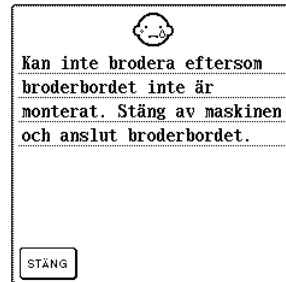 Kan inte brodera eftersom
broderbordet inte är
monterat. Stäng av maskinen
och anslut broderbordet.
STÄNG